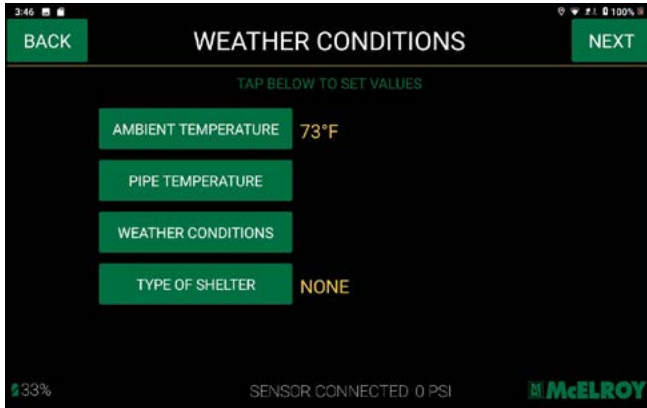 3:46 100%
BACK WEATHER CONDITIONS NEXT
TAP BELOW TO SET VALUES
AMBIENT TEMPERATURE 73°F
PIPE TEMPERATURE
WEATHER CONDITIONS
TYPE OF SHELTER NONE
33% SENSOR CONNECTED 0 PSI McELROY